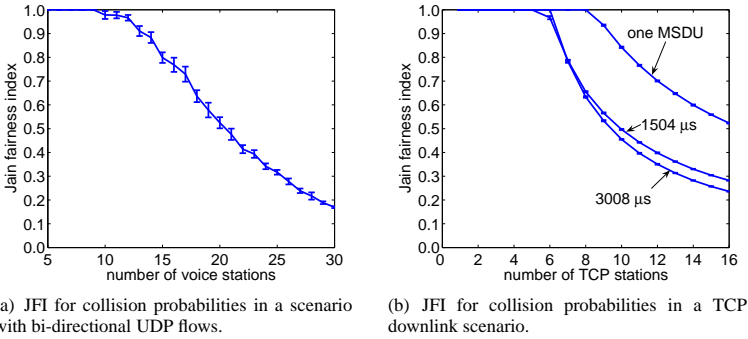 1.0
0.9
0.8
0.7
0.6
0.5
0.4
0.3
0.2
0.1
0.0
Jain fairness index
5 10 15 20 25 30
number of voice stations
1.0
0.9
0.8
0.7
0.6
0.5
0.4
0.3
0.2
0.1
0.0
Jain fairness index
one MSDU
1504 μs
3008 μs
0 2 4 6 8 10 12 14 16
number of TCP stations
a) JFI for collision probabilities in a scenario
with bi-directional UDP flows.
(b) JFI for collision probabilities in a TCP
downlink scenario.